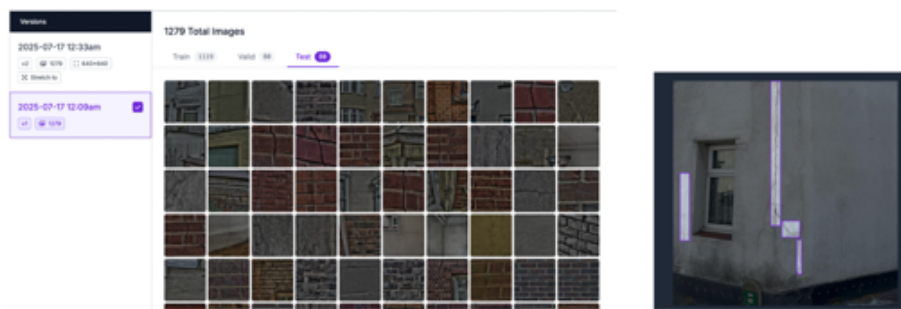 Versions
1279 Total Images
2025-07-17 12:33am
v2 1279 640×640
Stretch to
Train Valid Test
2025-07-17 12:09am
v1 1279